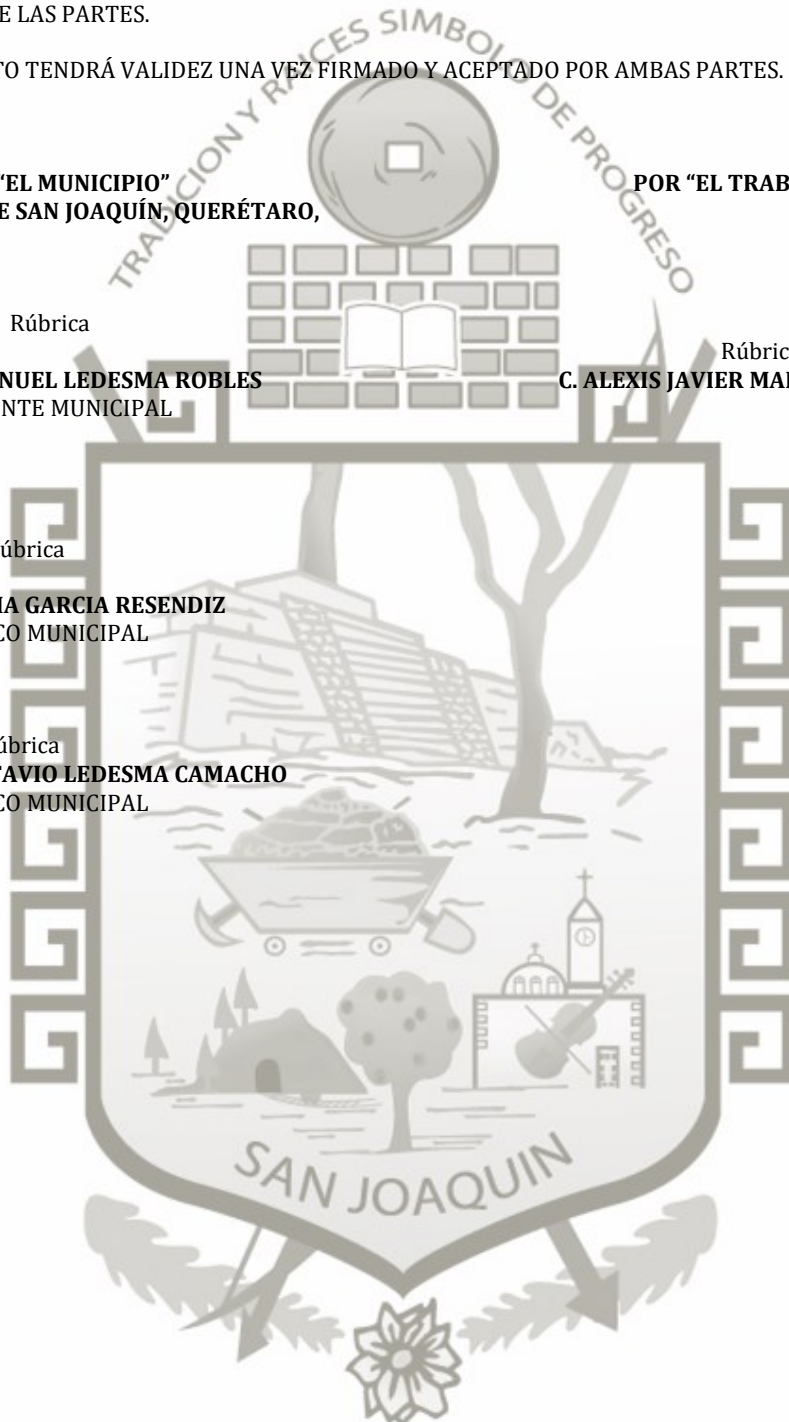 E LAS PARTES.
TO TENDRÁ VALIDEZ UNA VEZ FIRMADO Y ACEPTADO POR AMBAS PARTES.
TRADICION Y RAICES SIMBOLO DE PROGRESO
“EL MUNICIPIO” POR “EL TRAB
E SAN JOAQUÍN, QUERÉTARO,
Rúbrica
Rúbric
NUEL LEDESMA ROBLES C. ALEXIS JAVIER MAR
NTE MUNICIPAL
úbrica
IA GARCIA RESENDIZ
CO MUNICIPAL
úbrica
TAVIO LEDESMA CAMACHO
CO MUNICIPAL
SAN JOAQUIN